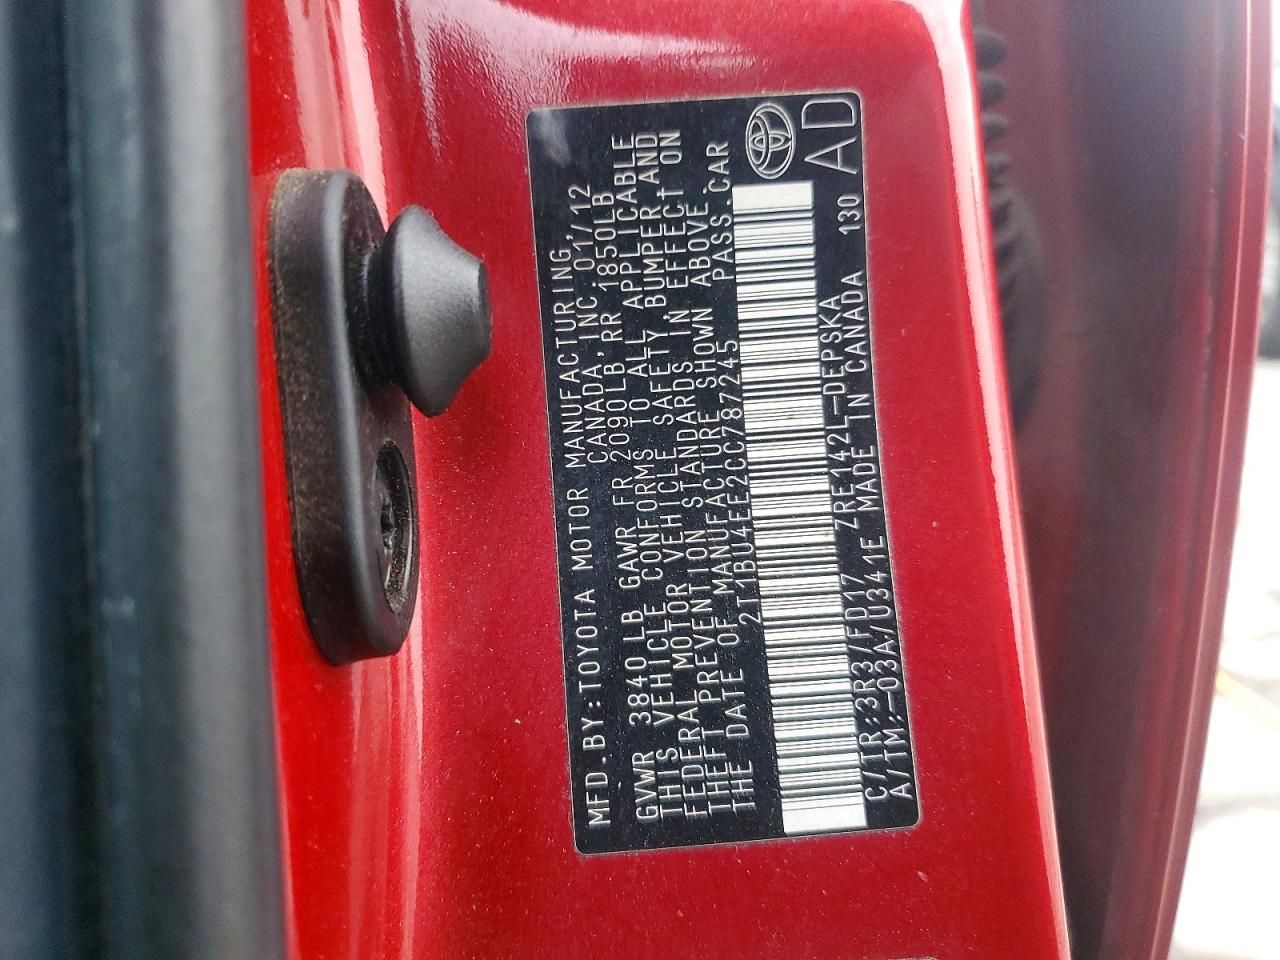 MFD.BY:TOYOTA MOTOR MANUFACTURING,
CANADA,INC. 01/12
GVWR 3840LB GAWR FR 2090LB,RR 1850LB
THIS VEHICLE CONFORMS TO ALL APPLICABLE
FEDERAL MOTOR VEHICLE SAFETY,BUMPER AND
THEFT PREVENTION STANDARDS IN EFFECT ON
THE DATE OF MANUFACTURE SHOWN ABOVE.
2T1BU4EE2CC787245 PASS.CAR
C/TR:3R3/FD17 ZRE142L-DEPSKA 130
A/TM:-03A/U341E MADE IN CANADA
AD